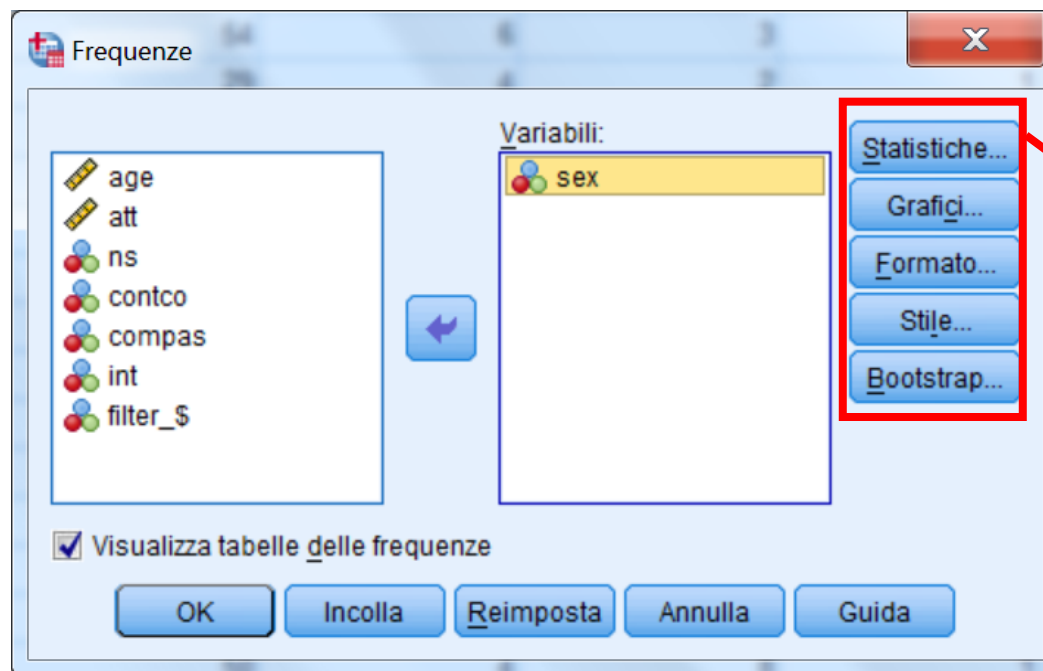 Frequenze
Variabili:
age
att
ns
contco
compas
int
filter_$
sex
Statistiche...
Grafici...
Formato...
Stile...
Bootstrap...
Visualizza tabelle delle frequenze
OK Incolla Reimposta Annulla Guida